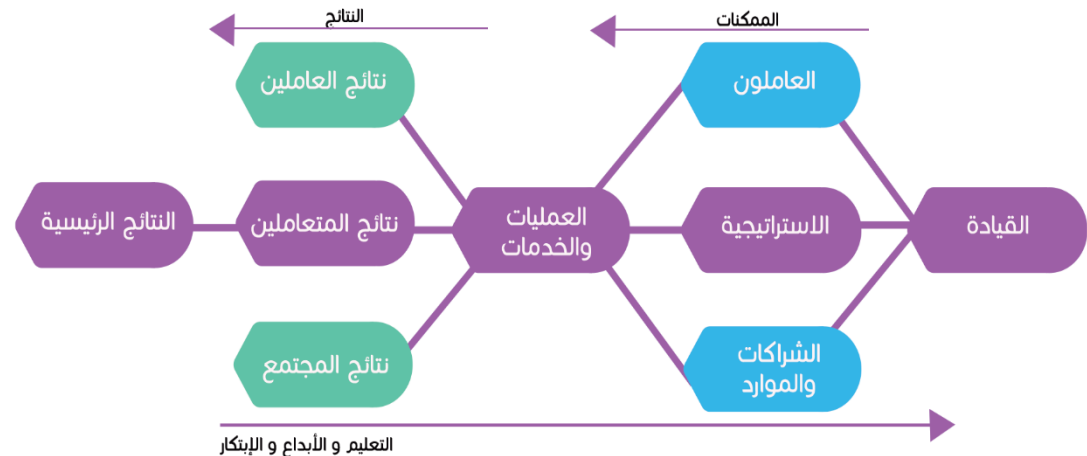 الممكنات
النتائج
القيادة
العاملون
الاستراتيجية
الشراكات
والموارد
العمليات
والخدمات
نتائج العاملين
نتائج المتعاملين
نتائج المجتمع
النتائج الرئيسية
التعليم و الأبداع و الإبتكار